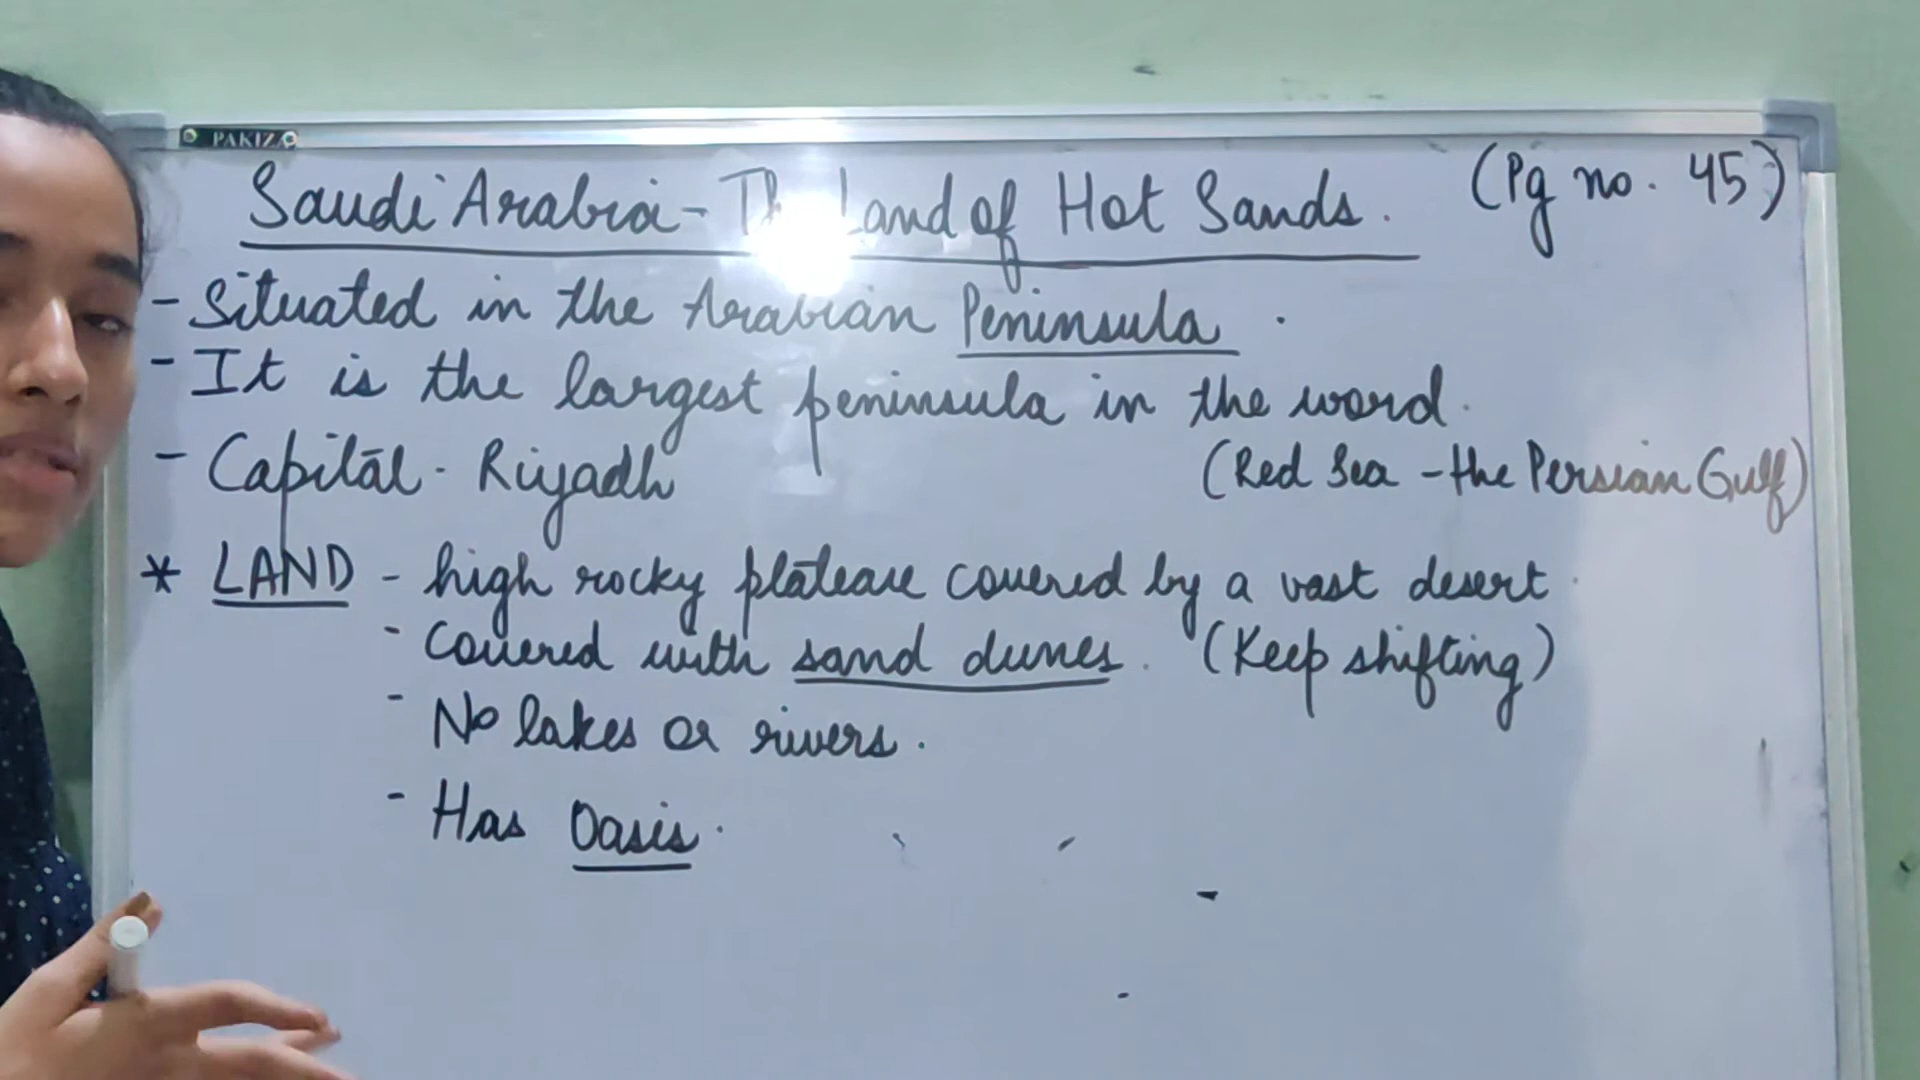 PAKIZA
Saudi Arabia - The Land of Hot Sands. (Pg no. 45)
- Situated in the Arabian Peninsula.
- It is the largest peninsula in the word.
- Capital - Riyadh (Red Sea - the Persian Gulf)
* LAND - high rocky plateau covered by a vast desert.
- Covered with sand dunes. (Keep shifting)
- No lakes or rivers.
- Has Oasis.